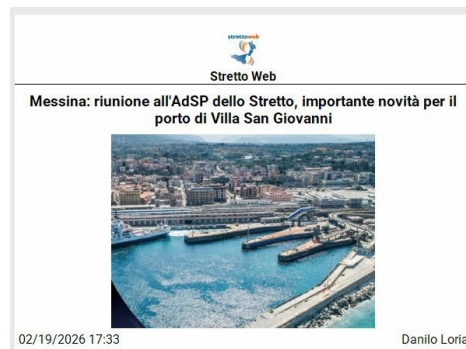 strettoweb
Stretto Web
Messina: riunione all'AdSP dello Stretto, importante novità per il
porto di Villa San Giovanni
02/19/2026 17:33
Danilo Loria